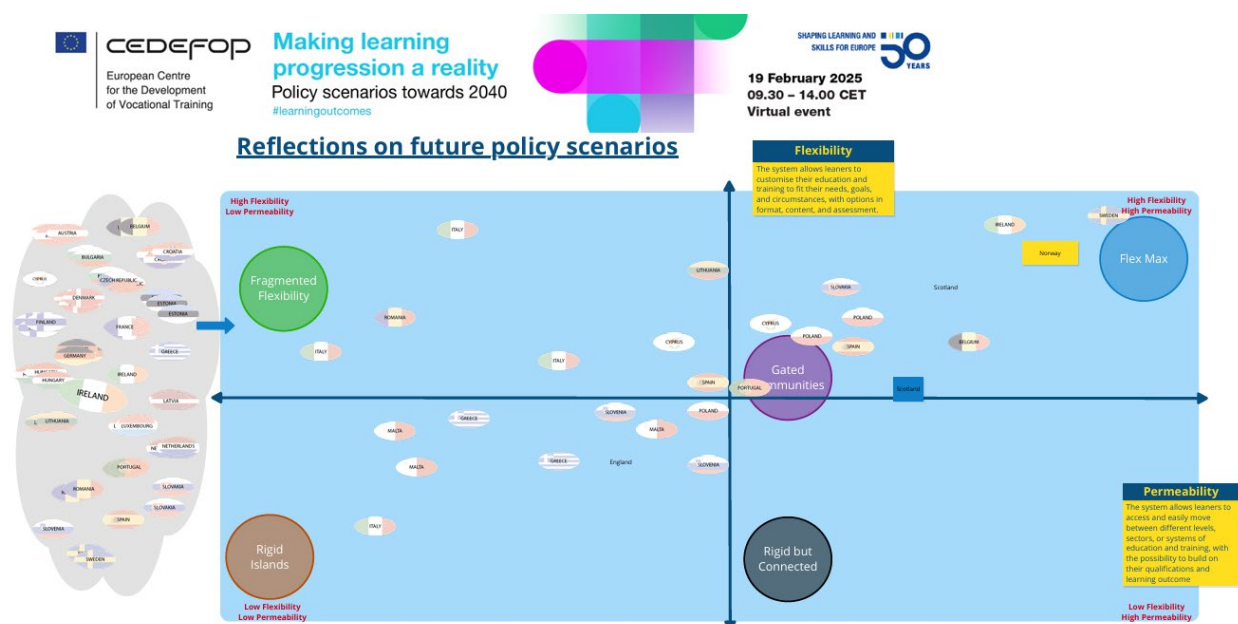 CEDEFOP
European Centre
for the Development
of Vocational Training
Making learning
progression a reality
Policy scenarios towards 2040
#learningoutcomes
SHAPING LEARNING AND
SKILLS FOR EUROPE
50
YEARS
19 February 2025
09.30 – 14.00 CET
Virtual event
Reflections on future policy scenarios
Flexibility
The system allows leaners to
customise their education and
training to fit their needs, goals,
and circumstances, with options in
format, content, and assessment.
High Flexibility
Low Permeability
High Flexibility
High Permeability
AUSTRIA
BELGIUM
BULGARIA
CROATIA
CYPRUS
CZECH REPUBLIC
DENMARK
ESTONIA
ESTONIA
FINLAND
FRANCE
GERMANY
GREECE
HUNGARY
IRELAND
IRELAND
LATVIA
LITHUANIA
LUXEMBOURG
NETHERLANDS
PORTUGAL
ROMANIA
SLOVAKIA
SLOVAKIA
SPAIN
SLOVENIA
SWEDEN
Fragmented
Flexibility
ITALY
ROMANIA
ITALY
ITALY
LITHUANIA
CYPRUS
SPAIN
IRELAND
SWEDEN
Norway
Flex Max
SLOVAKIA
Scotland
CYPRUS
POLAND
POLAND
SPAIN
BELGIUM
Gated
PORTUGAL
Scotland
GREECE
SLOVENIA
POLAND
MALTA
MALTA
MALTA
GREECE
England
SLOVENIA
ITALY
Rigid
Islands
Rigid but
Connected
Permeability
The system allows leaners to
access and easily move
between different levels,
sectors, or systems of
education and training, with
the possibility to build on
their qualifications and
learning outcome
Low Flexibility
Low Permeability
Low Flexibility
High Permeability